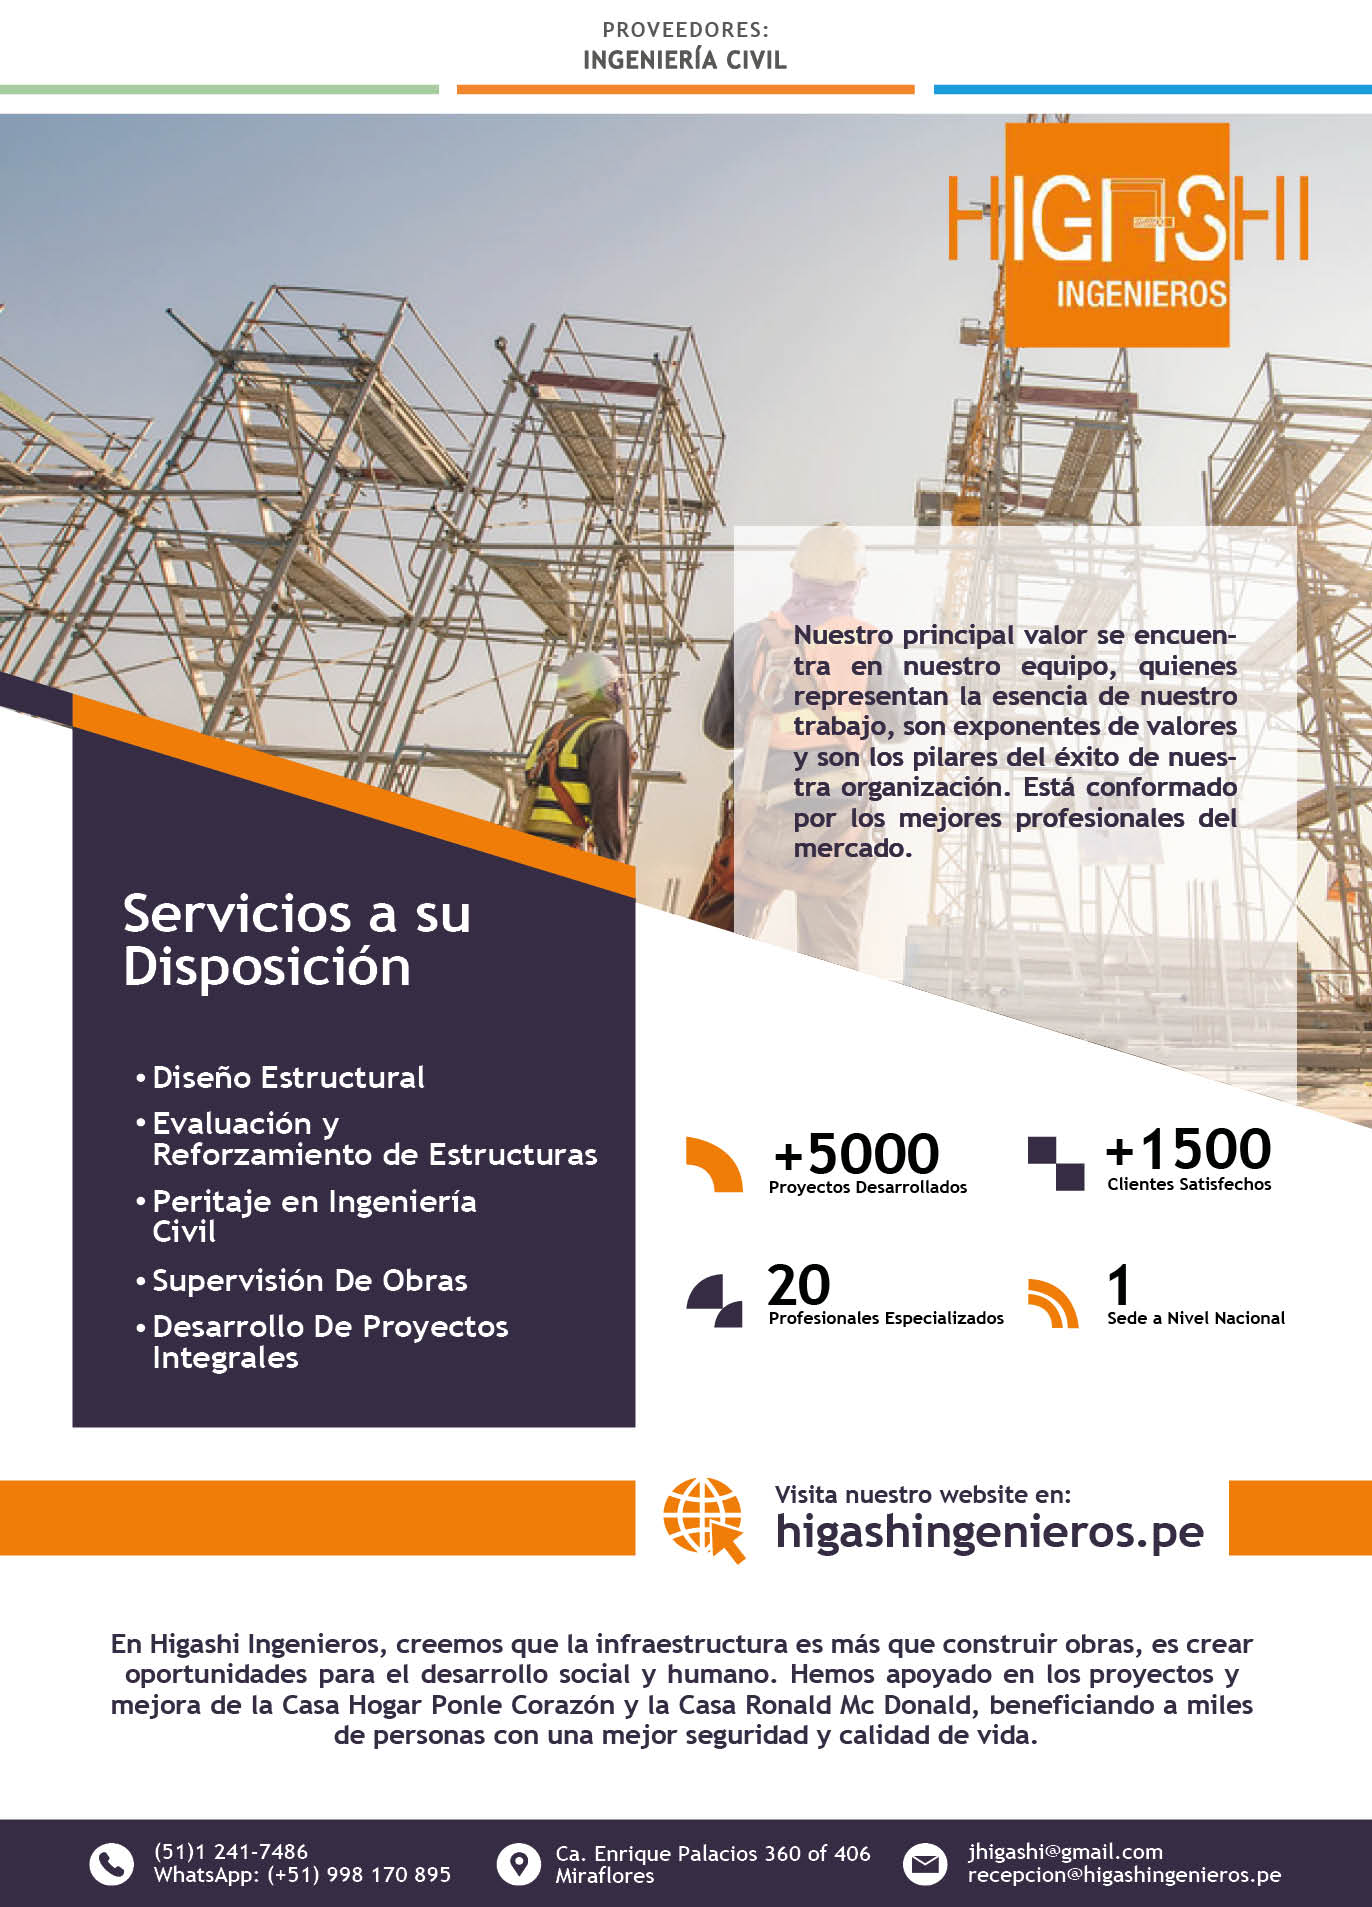 PROVEEDORES:
INGENIERÍA CIVIL
HIGASHI
INGENIEROS
Nuestro principal valor se encuen-
tra en nuestro equipo, quienes
representan la esencia de nuestro
trabajo, son exponentes de valores
y son los pilares del éxito de nues-
tra organización. Está conformado
por los mejores profesionales del
mercado.
Servicios a su
Disposición
• Diseño Estructural
• Evaluación y
Reforzamiento de Estructuras
• Peritaje en Ingeniería
Civil
• Supervisión De Obras
• Desarrollo De Proyectos
Integrales
+5000
Proyectos Desarrollados
+1500
Clientes Satisfechos
20
Profesionales Especializados
1
Sede a Nivel Nacional
Visita nuestro website en:
higashingenieros.pe
En Higashi Ingenieros, creemos que la infraestructura es más que construir obras, es crear
oportunidades para el desarrollo social y humano. Hemos apoyado en los proyectos y
mejora de la Casa Hogar Ponle Corazón y la Casa Ronald Mc Donald, beneficiando a miles
de personas con una mejor seguridad y calidad de vida.
(51)1 241-7486
WhatsApp: (+51) 998 170 895
Ca. Enrique Palacios 360 of 406
Miraflores
jhigashi@gmail.com
recepcion@higashingenieros.pe